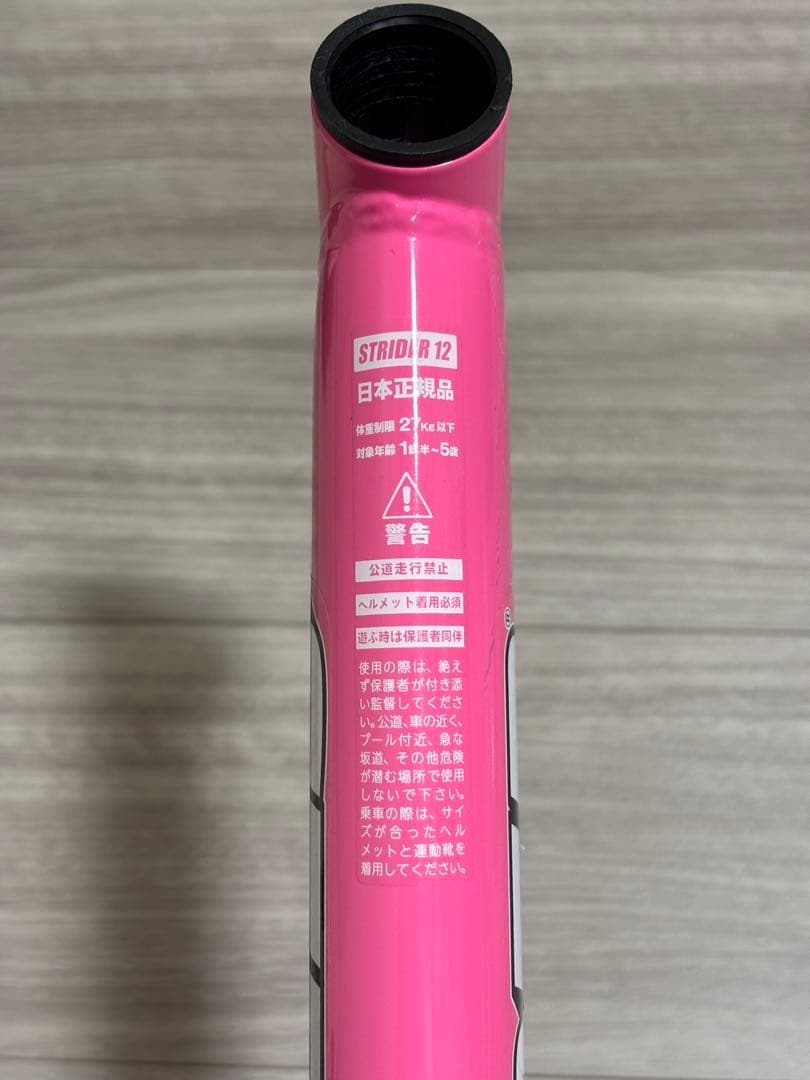 STRIDER 12
日本正規品
体重制限 27Kg以下
対象年齢 1歳半~5歳
警告
公道走行禁止
ヘルメット着用必須
遊ぶ時は保護者同伴
使用の際は、絶え
ず保護者が付き添
い監督してくださ
い。公道、車の近く、
プール付近、急な
坂道、その他危険
が潜む場所で使用
しないで下さい。
乗車の際は、サイ
ズが合ったヘル
メットと運動靴を
着用してください。